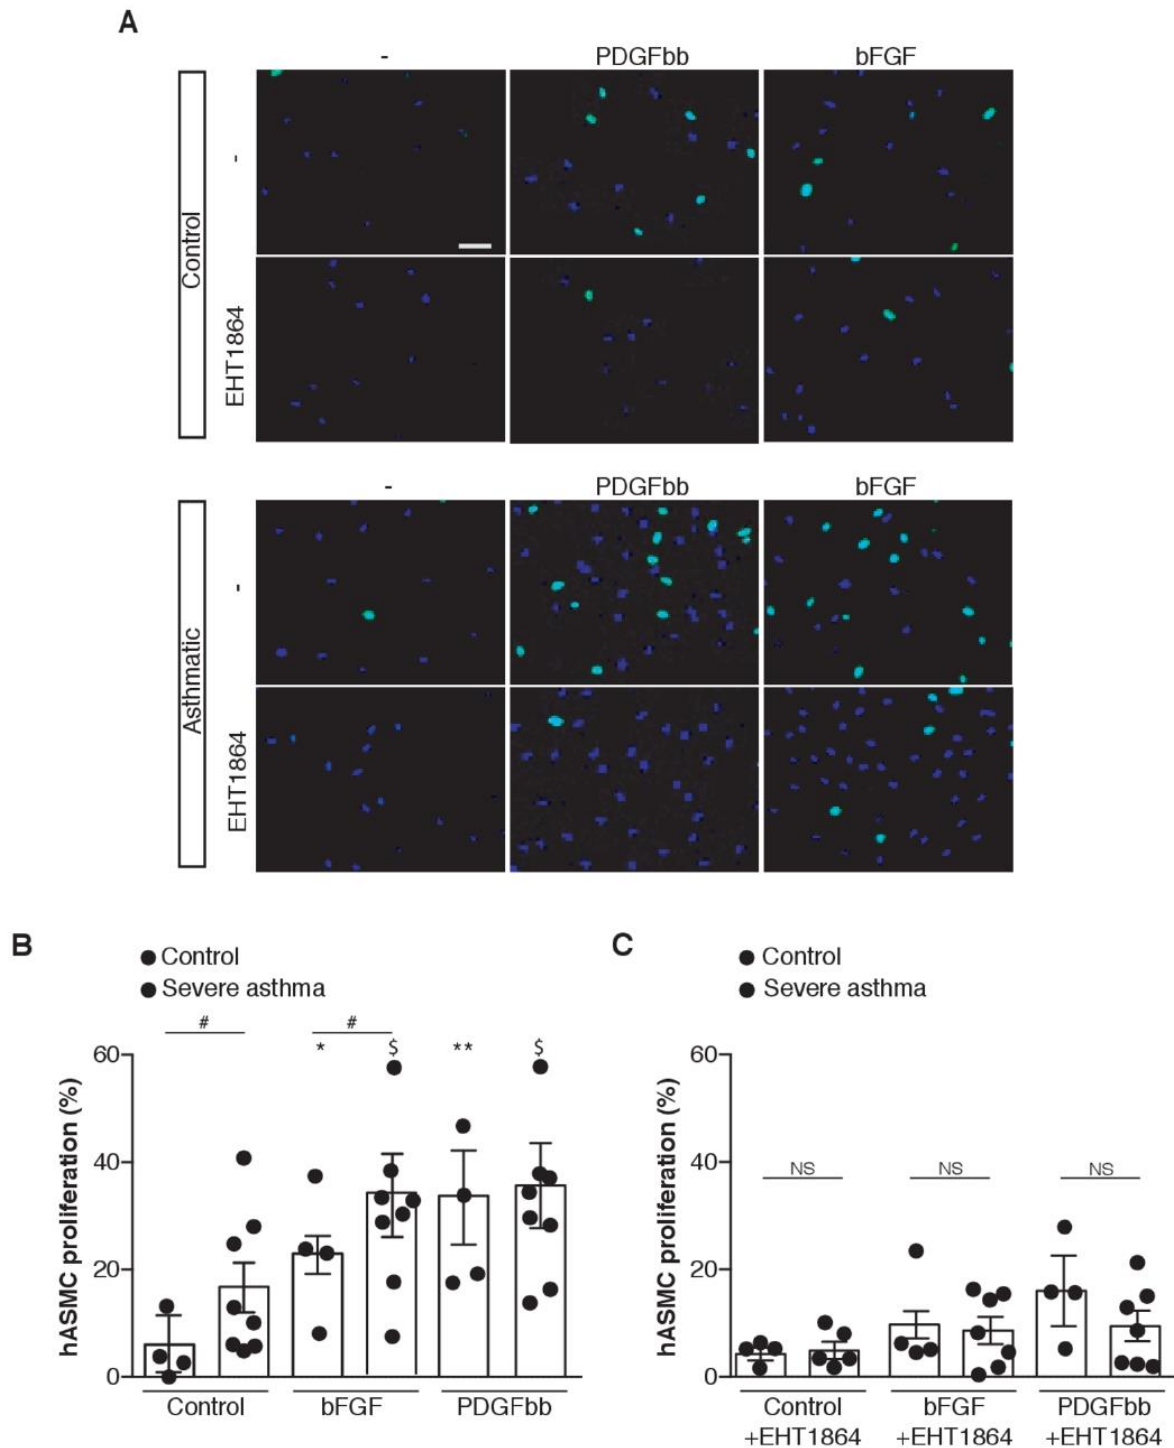 A
- PDGFbb bFGF
Control
-
EHT1864
- PDGFbb bFGF
Asthmatic
-
EHT1864
B
Control
Severe asthma
# #
* $ ** $
hASMC proliferation (%)
60
40
20
0
Control bFGF PDGFbb
C
Control
Severe asthma
hASMC proliferation (%)
60
40
20
0
NS NS NS
Control bFGF PDGFbb
+EHT1864 +EHT1864 +EHT1864